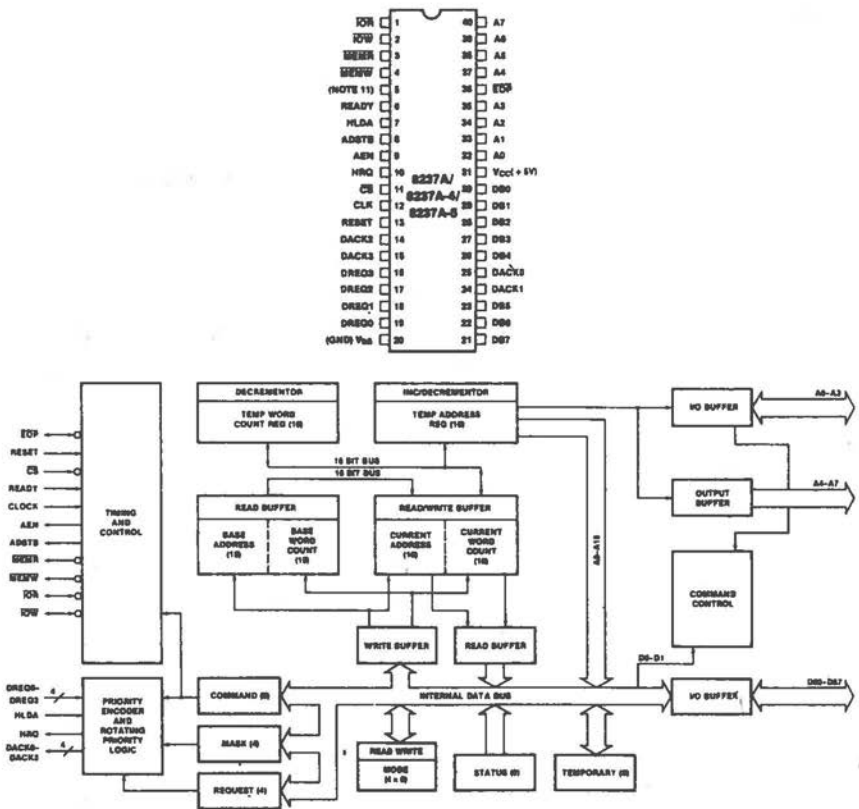 IOR 1 40 A7
IOW 2 39 A6
MEMR 3 38 A5
MEMW 4 37 A4
(NOTE 11) 5 36 EOP
READY 6 35 A3
HLDA 7 34 A2
ADSTB 8 33 A1
AEN 9 32 A0
HRQ 10 31 VCC(+5V)
CS 11 30 DB0
CLK 12 29 DB1
RESET 13 28 DB2
DACK2 14 27 DB3
DACK3 15 26 DB4
DREQ3 16 25 DACK0
DREQ2 17 24 DACK1
DREQ1 18 23 DB5
DREQ0 19 22 DB6
(GND) VSS 20 21 DB7
8237A/
8237A-4/
8237A-5
EOP
RESET
CS
READY
CLOCK
AEN
ADSTB
MEMR
MEMW
IOR
IOW
TIMING
AND
CONTROL
DECREMENTOR
TEMP WORD
COUNT REG (16)
INC/DECREMENTOR
TEMP ADDRESS
REG (16)
16 BIT BUS
16 BIT BUS
READ BUFFER
BASE
ADDRESS
(16)
BASE
WORD
COUNT
(16)
READ/WRITE BUFFER
CURRENT
ADDRESS
(16)
CURRENT
WORD
COUNT
(16)
WRITE BUFFER
READ BUFFER
A8-A15
I/O BUFFER
A0-A3
OUTPUT
BUFFER
A4-A7
COMMAND
CONTROL
D0-D1
DREQ0-
DREQ3
4
HLDA
HRQ
DACK0-
DACK3
4
PRIORITY
ENCODER
AND
ROTATING
PRIORITY
LOGIC
COMMAND (8)
MASK (4)
REQUEST (4)
INTERNAL DATA BUS
I/O BUFFER
DB0-DB7
READ WRITE
MODE
(4 x 6)
STATUS (8)
TEMPORARY (8)